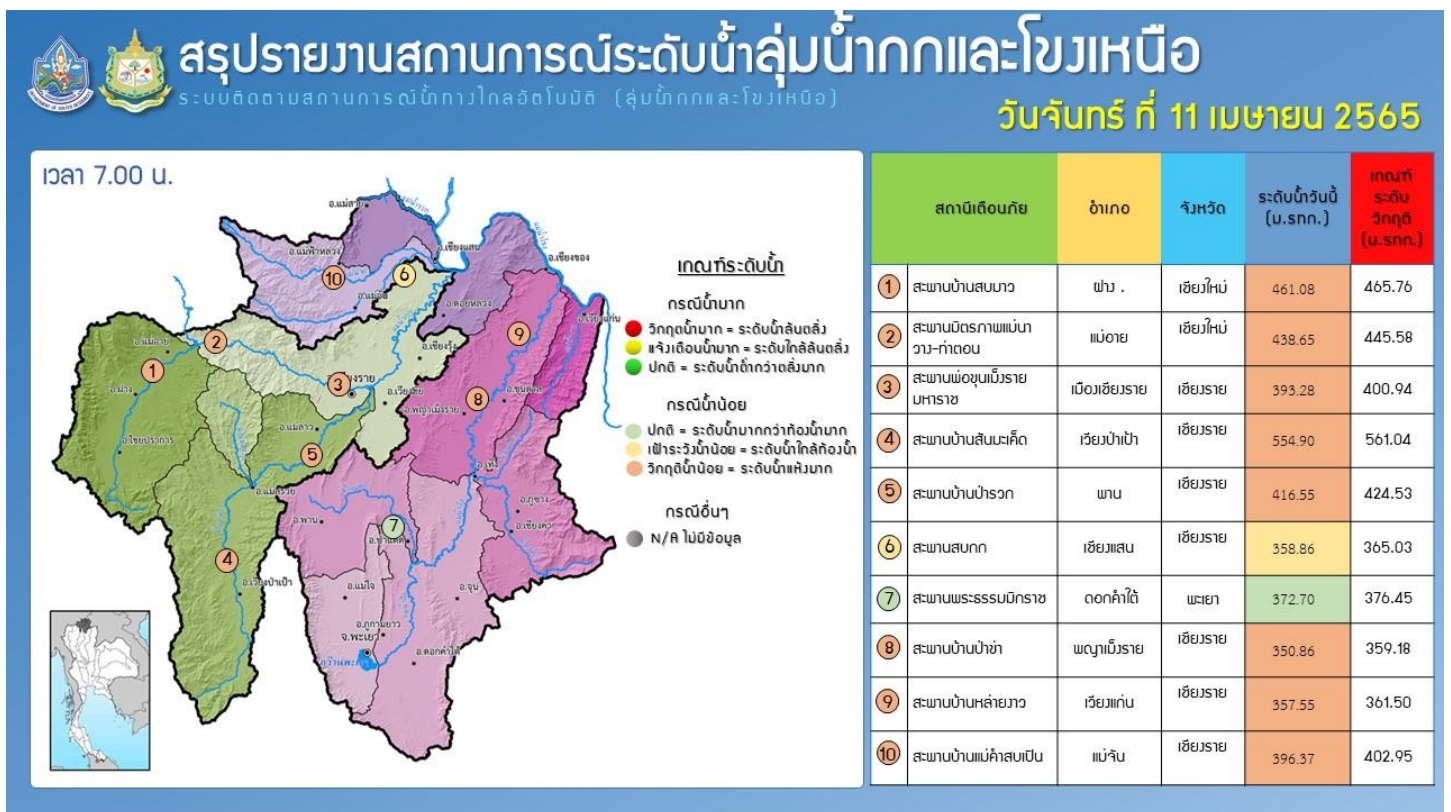 สรุปรายงานสถานการณ์ระดับน้ำลุ่มน้ำกกและโขงเหนือ
ระบบติดตามสถานการณ์น้ำทางไกลอัตโนมัติ (ลุ่มน้ำกกและโขงเหนือ)
วันจันทร์ ที่ 11 เมษายน 2565
เวลา 7.00 น.
อ.แม่สาย
อ.แม่ฟ้าหลวง
อ.เชียงแสน
อ.เชียงของ
10
6
อ.ดอยหลวง
9
อ.เวียงแก่น
อ.แม่อาย
2
อ.เชียงรุ้ง
1
3
อ.ฝาง
8
อ.ขุนตาล
อ.พญาเม็งราย
อ.แม่ลาว
อ.ไชยปราการ
5
อ.เทิง
อ.แม่สรวย
อ.พาน
อ.ภูซาง
7
อ.เชียงคำ
4
อ.เวียงป่าเป้า
อ.แม่ใจ
อ.จุน
อ.ภูกามยาว
จ.พะเยา
อ.ดอกคำใต้
เกณฑ์ระดับน้ำ
กรณีน้ำมาก
วิกฤตน้ำมาก = ระดับน้ำล้นตลิ่ง
แจ้งเตือนน้ำมาก = ระดับใกล้ล้นตลิ่ง
ปกติ = ระดับน้ำต่ำกว่าตลิ่งมาก
กรณีน้ำน้อย
ปกติ = ระดับน้ำมากกว่าท้องน้ำมาก
เฝ้าระวังน้ำน้อย = ระดับน้ำใกล้ท้องน้ำ
วิกฤติน้ำน้อย = ระดับน้ำแห้งมาก
กรณีอื่นๆ
N/A ไม่มีข้อมูล
สถานีเตือนภัย อำเภอ จังหวัด ระดับน้ำวันนี้ (ม.รทก.) เกณฑ์ระดับวิกฤติ (ม.รทก.)
1 สะพานบ้านสบมาว ฝาง . เชียงใหม่ 461.08 465.76
2 สะพานมิตรภาพแม่นาวาง-ท่าตอน แม่อาย เชียงใหม่ 438.65 445.58
3 สะพานพ่อขุนเม็งรายมหาราช เมืองเชียงราย เชียงราย 393.28 400.94
4 สะพานบ้านสันมะเค็ด เวียงป่าเป้า เชียงราย 554.90 561.04
5 สะพานบ้านป่ารวก พาน เชียงราย 416.55 424.53
6 สะพานสบกก เชียงแสน เชียงราย 358.86 365.03
7 สะพานพระธรรมมิกราช ดอกคำใต้ พะเยา 372.70 376.45
8 สะพานบ้านป่าข่า พญาเม็งราย เชียงราย 350.86 359.18
9 สะพานบ้านหล่ายงาว เวียงแก่น เชียงราย 357.55 361.50
10 สะพานบ้านแม่คำสบเปิน แม่จัน เชียงราย 396.37 402.95